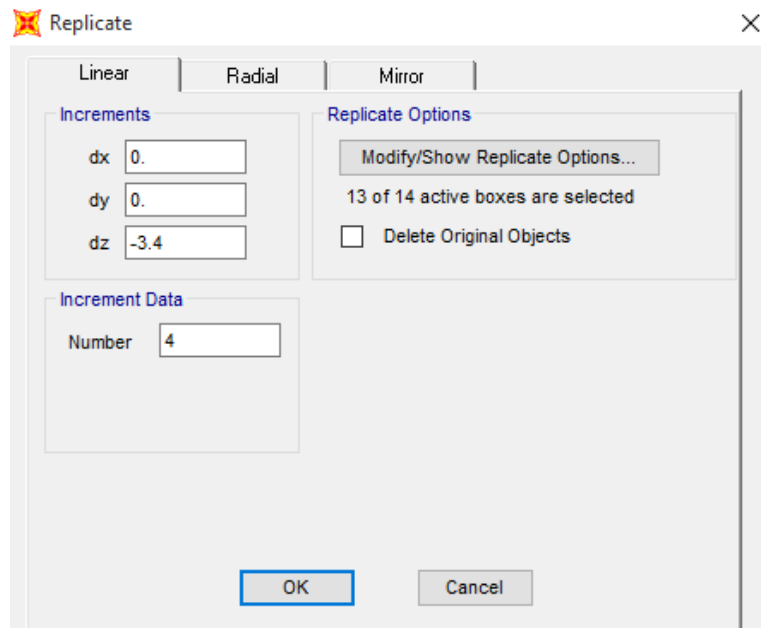 Replicate
Linear Radial Mirror
Increments
dx 0.
dy 0.
dz -3.4
Replicate Options
Modify/Show Replicate Options...
13 of 14 active boxes are selected
Delete Original Objects
Increment Data
Number 4
OK Cancel